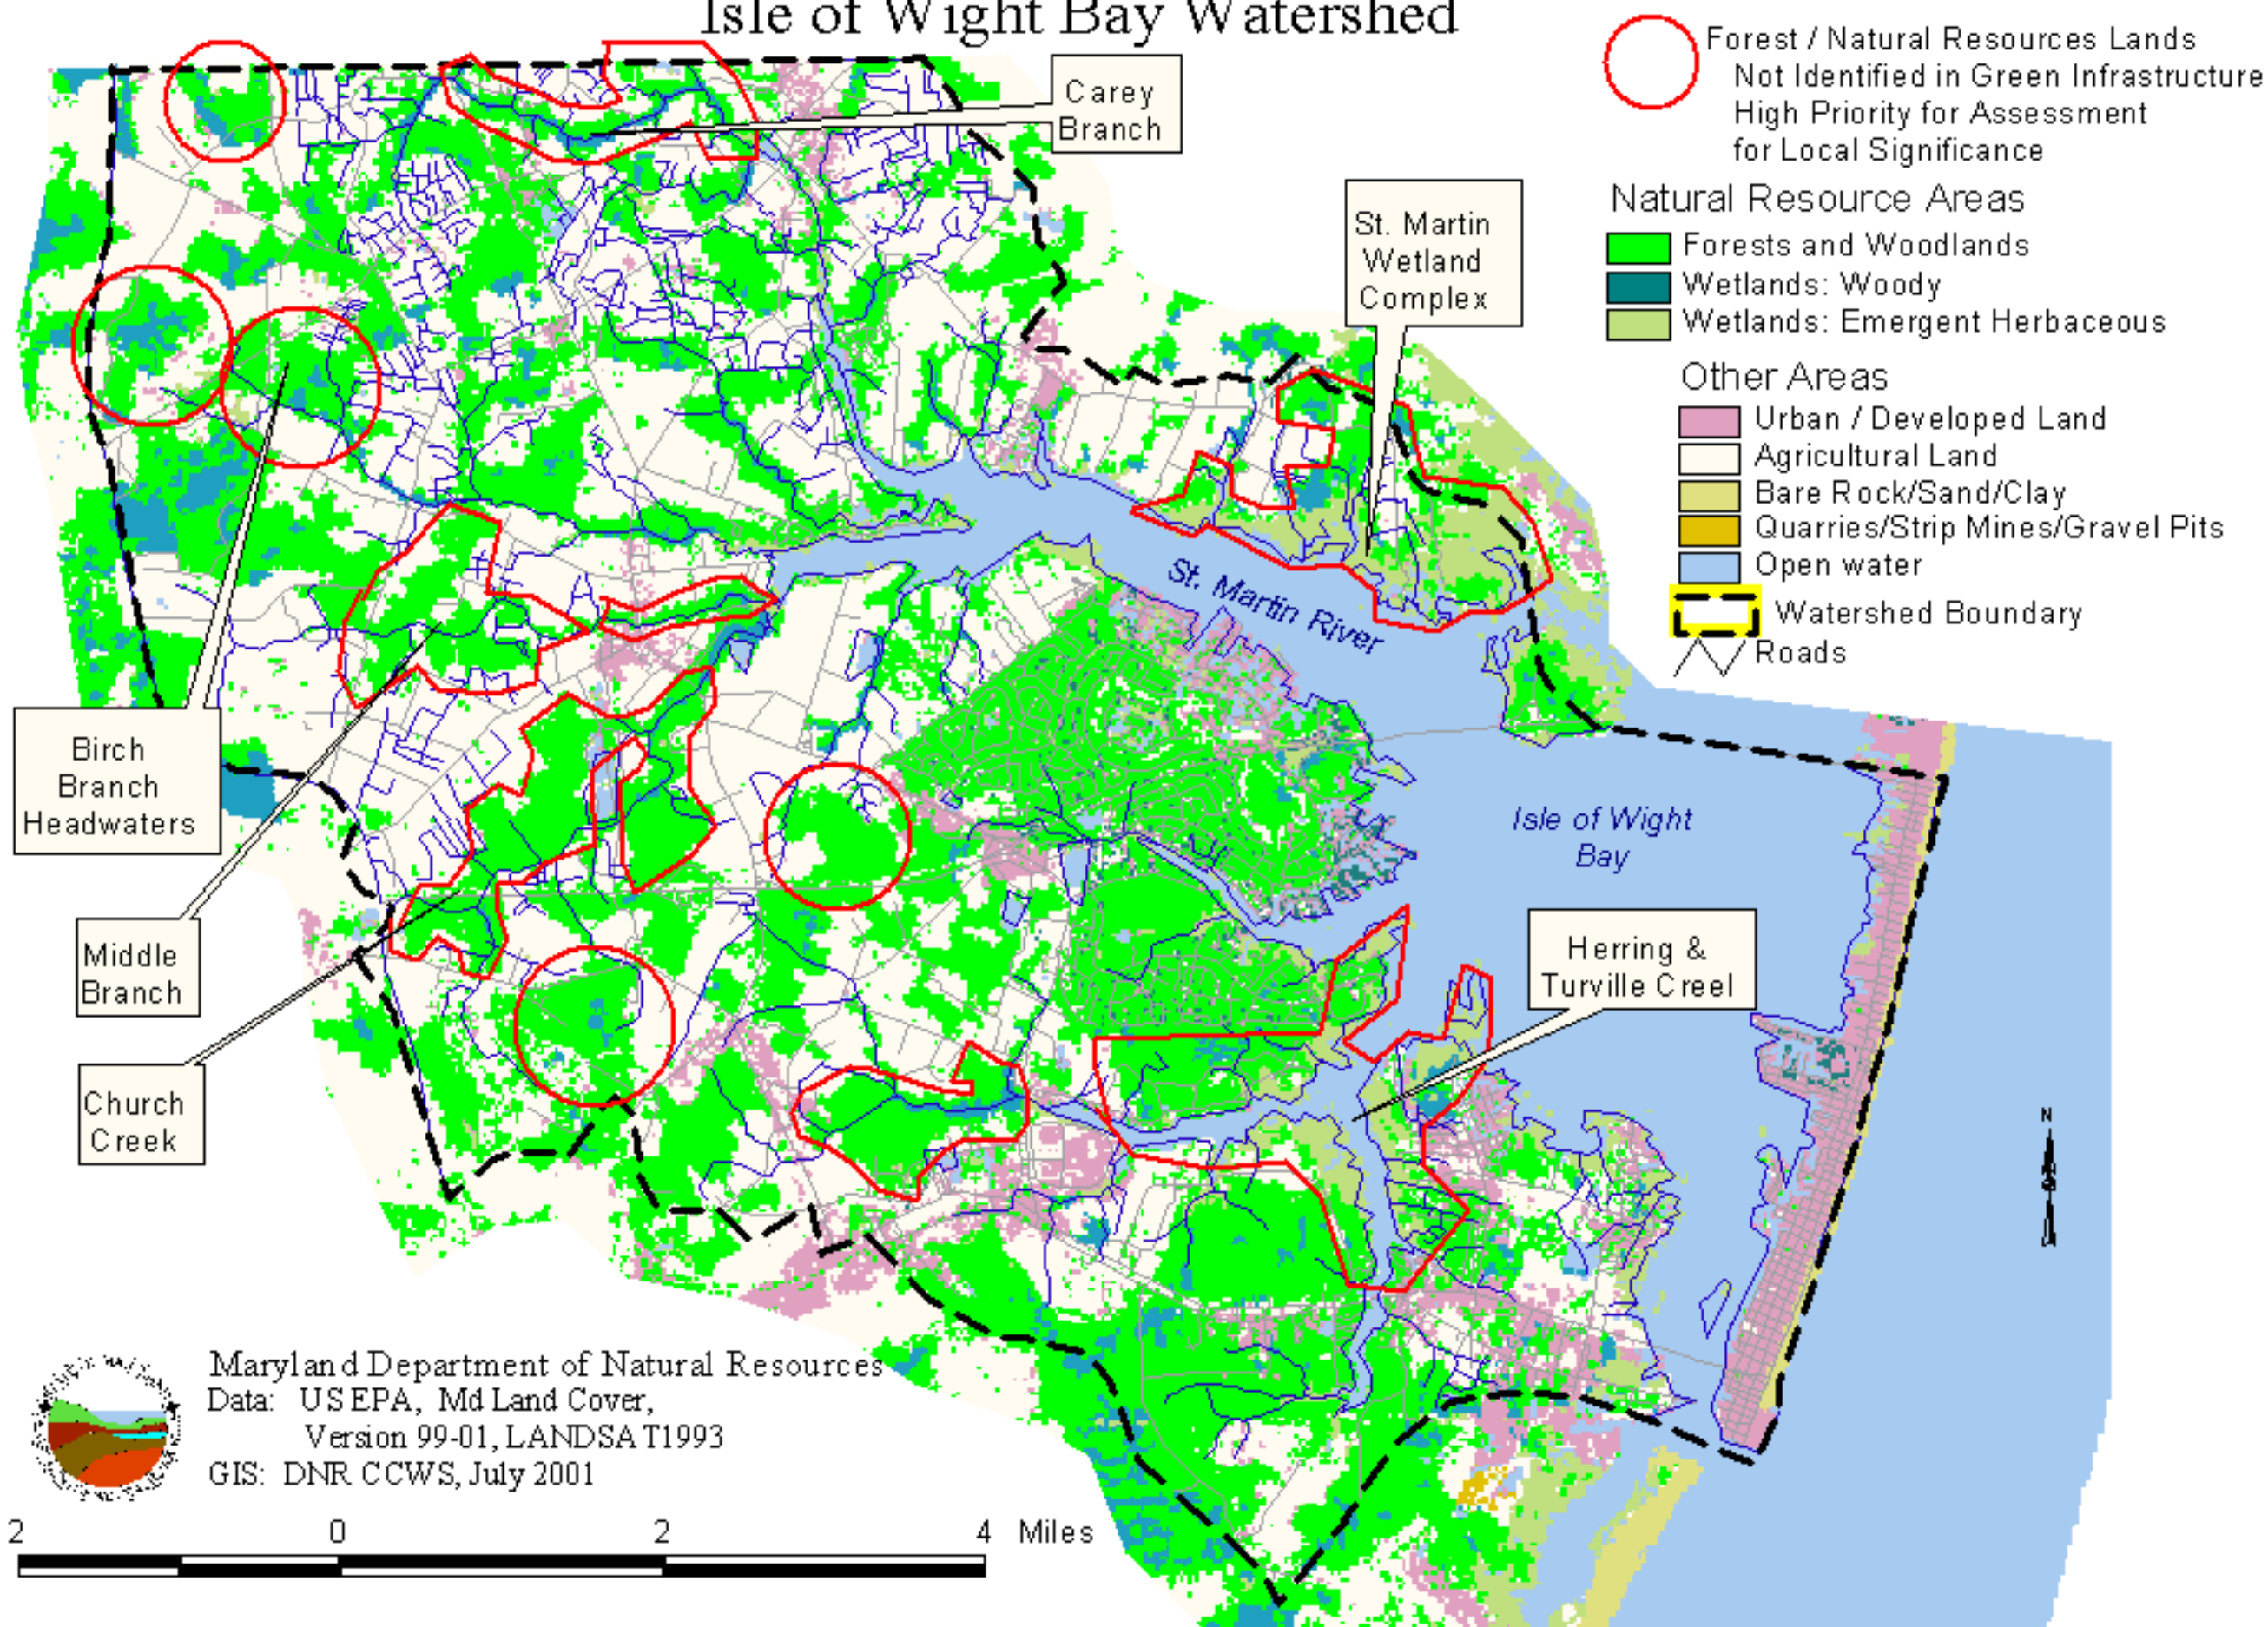 Isle of Wight Bay Watershed
Carey
Branch
St. Martin
Wetland
Complex
Forest / Natural Resources Lands
Not Identified in Green Infrastructure
High Priority for Assessment
for Local Significance
Natural Resource Areas
Forests and Woodlands
Wetlands: Woody
Wetlands: Emergent Herbaceous
Other Areas
Urban / Developed Land
Agricultural Land
Bare Rock/Sand/Clay
Quarries/Strip Mines/Gravel Pits
Open water
Watershed Boundary
Roads
St. Martin River
Birch
Branch
Headwaters
Isle of Wight
Bay
Middle
Branch
Herring &
Turville Creel
Church
Creek
N
Maryland Department of Natural Resources
Data: US EPA, Md Land Cover,
Version 99-01, LANDSAT1993
GIS: DNR CCWS, July 2001
2 0 2 4 Miles